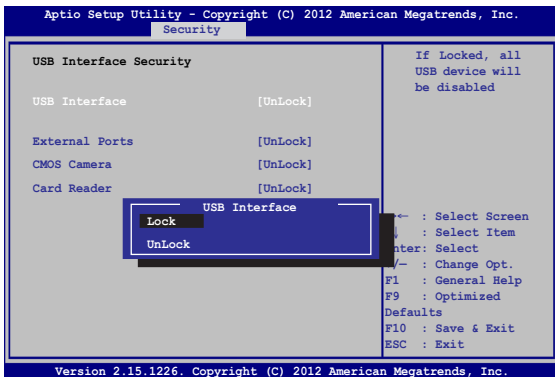 Aptio Setup Utility - Copyright (C) 2012 American Megatrends, Inc.
Security
USB Interface Security
USB Interface [UnLock]
External Ports [UnLock]
CMOS Camera [UnLock]
Card Reader [UnLock]
USB Interface
Lock
UnLock
If Locked, all
USB device will
be disabled
: Select Screen
: Select Item
nter: Select
/— : Change Opt.
F1 : General Help
F9 : Optimized
Defaults
F10 : Save & Exit
ESC : Exit
Version 2.15.1226. Copyright (C) 2012 American Megatrends, Inc.